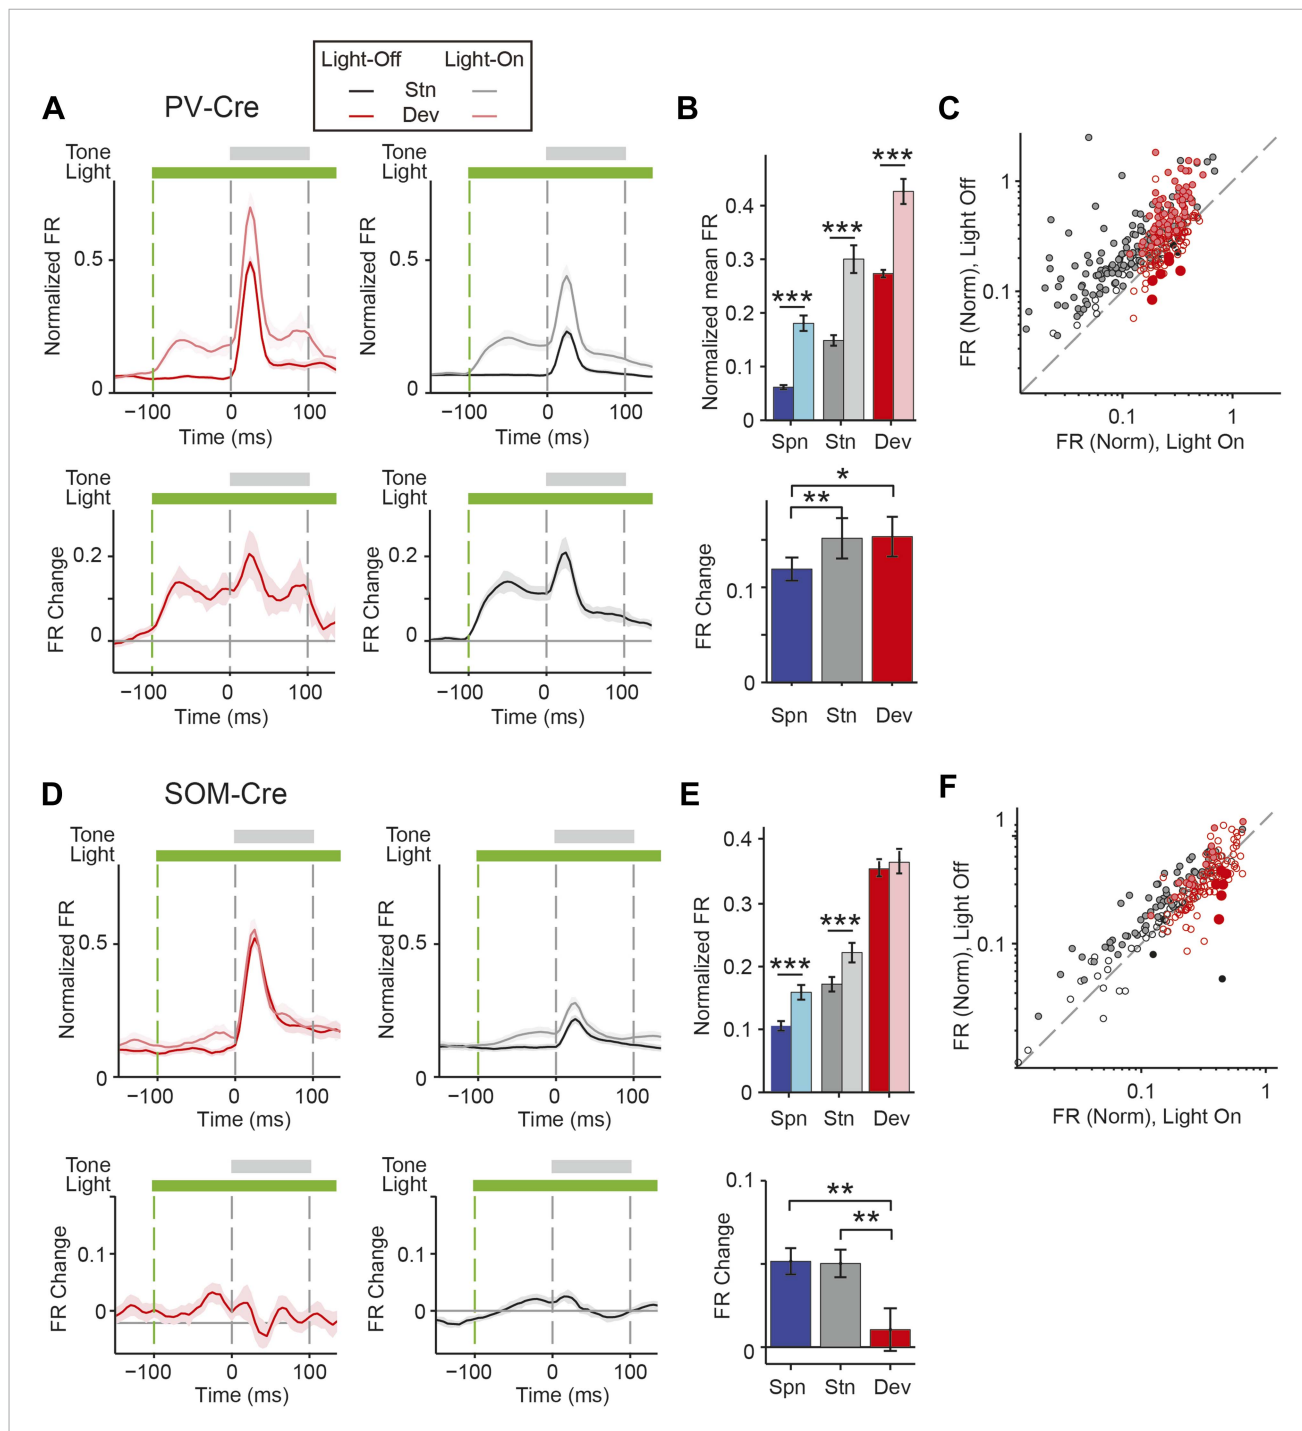 Light-Off Light-On
Stn
Dev
A PV-Cre
Tone
Light
Normalized FR
0.5
0
−100 0 100
Time (ms)
Normalized FR
0.5
0
−100 0 100
Time (ms)
Tone
Light
FR Change
0.2
0
−100 0 100
Time (ms)
Tone
Light
FR Change
0.2
0
−100 0 100
Time (ms)
B
Normalized mean FR
0.4
0.3
0.2
0.1
0
***
***
***
Spn Stn Dev
FR Change
0.1
0
*
**
Spn Stn Dev
C
FR (Norm), Light Off
1
0.1
0.1 1
FR (Norm), Light On
D SOM-Cre
Tone
Light
Normalized FR
0.5
0
−100 0 100
Time (ms)
Tone
Light
Normalized FR
0.5
0
−100 0 100
Time (ms)
Tone
Light
FR Change
0.1
0
−100 0 100
Time (ms)
Tone
Light
FR Change
0.1
0
−100 0 100
Time (ms)
E
Normalized FR
0.4
0.3
0.2
0.1
0
***
***
Spn Stn Dev
FR Change
0.1
0
**
**
Spn Stn Dev
F
FR (Norm), Light Off
1
0.1
0.1 1
FR (Norm), Light On